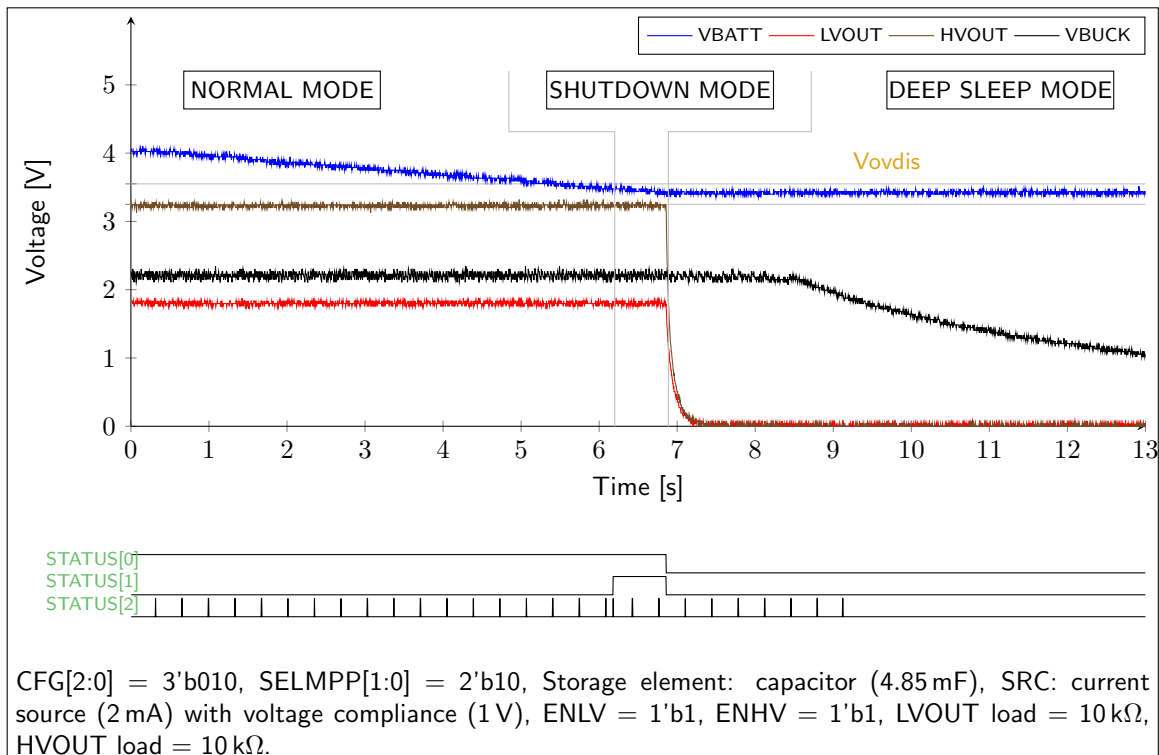 VBATT LVOUT HVOUT VBUCK
NORMAL MODE SHUTDOWN MODE DEEP SLEEP MODE
Vovdis
Voltage [V]
5
4
3
2
1
0
0 1 2 3 4 5 6 7 8 9 10 11 12 13
Time [s]
STATUS[0]
STATUS[1]
STATUS[2]
CFG[2:0] = 3'b010, SELMPP[1:0] = 2'b10, Storage element: capacitor (4.85 mF), SRC: current
source (2 mA) with voltage compliance (1 V), ENLV = 1'b1, ENHV = 1'b1, LVOUT load = 10 kΩ,
HVOUT load = 10 kΩ.